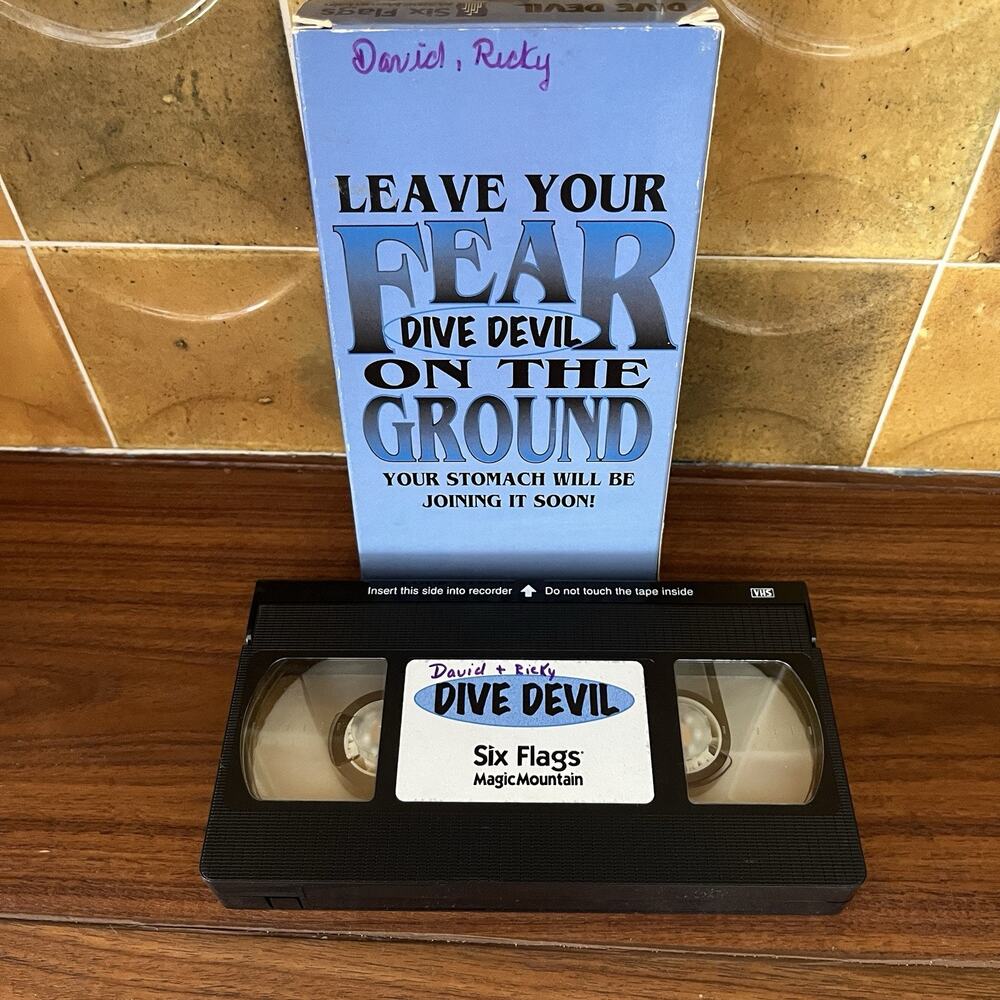 Six Flags DIVE DEVIL
David, Ricky
LEAVE YOUR
FEAR
DIVE DEVIL
ON THE
GROUND
YOUR STOMACH WILL BE
JOINING IT SOON!
Insert this side into recorder Do not touch the tape inside VHS
David + Ricky
DIVE DEVIL
Six Flags
MagicMountain